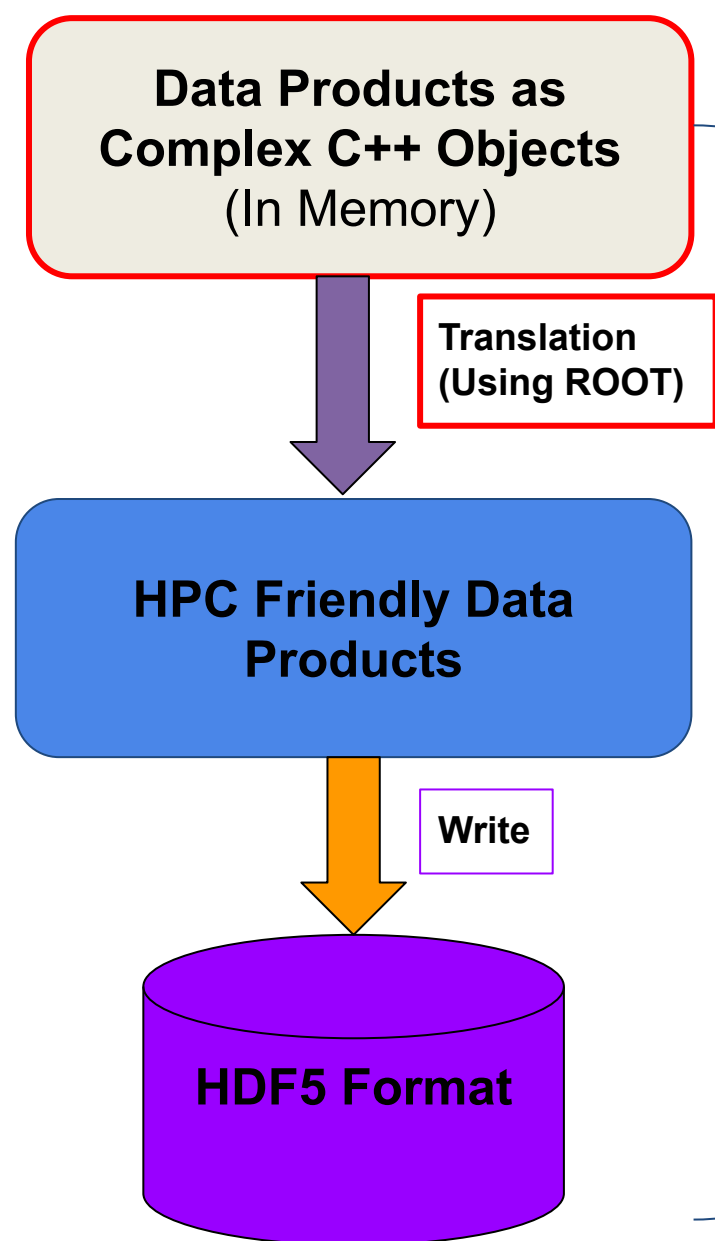 Data Products as
Complex C++ Objects
(In Memory)
Translation
(Using ROOT)
HPC Friendly Data
Products
Write
HDF5 Format